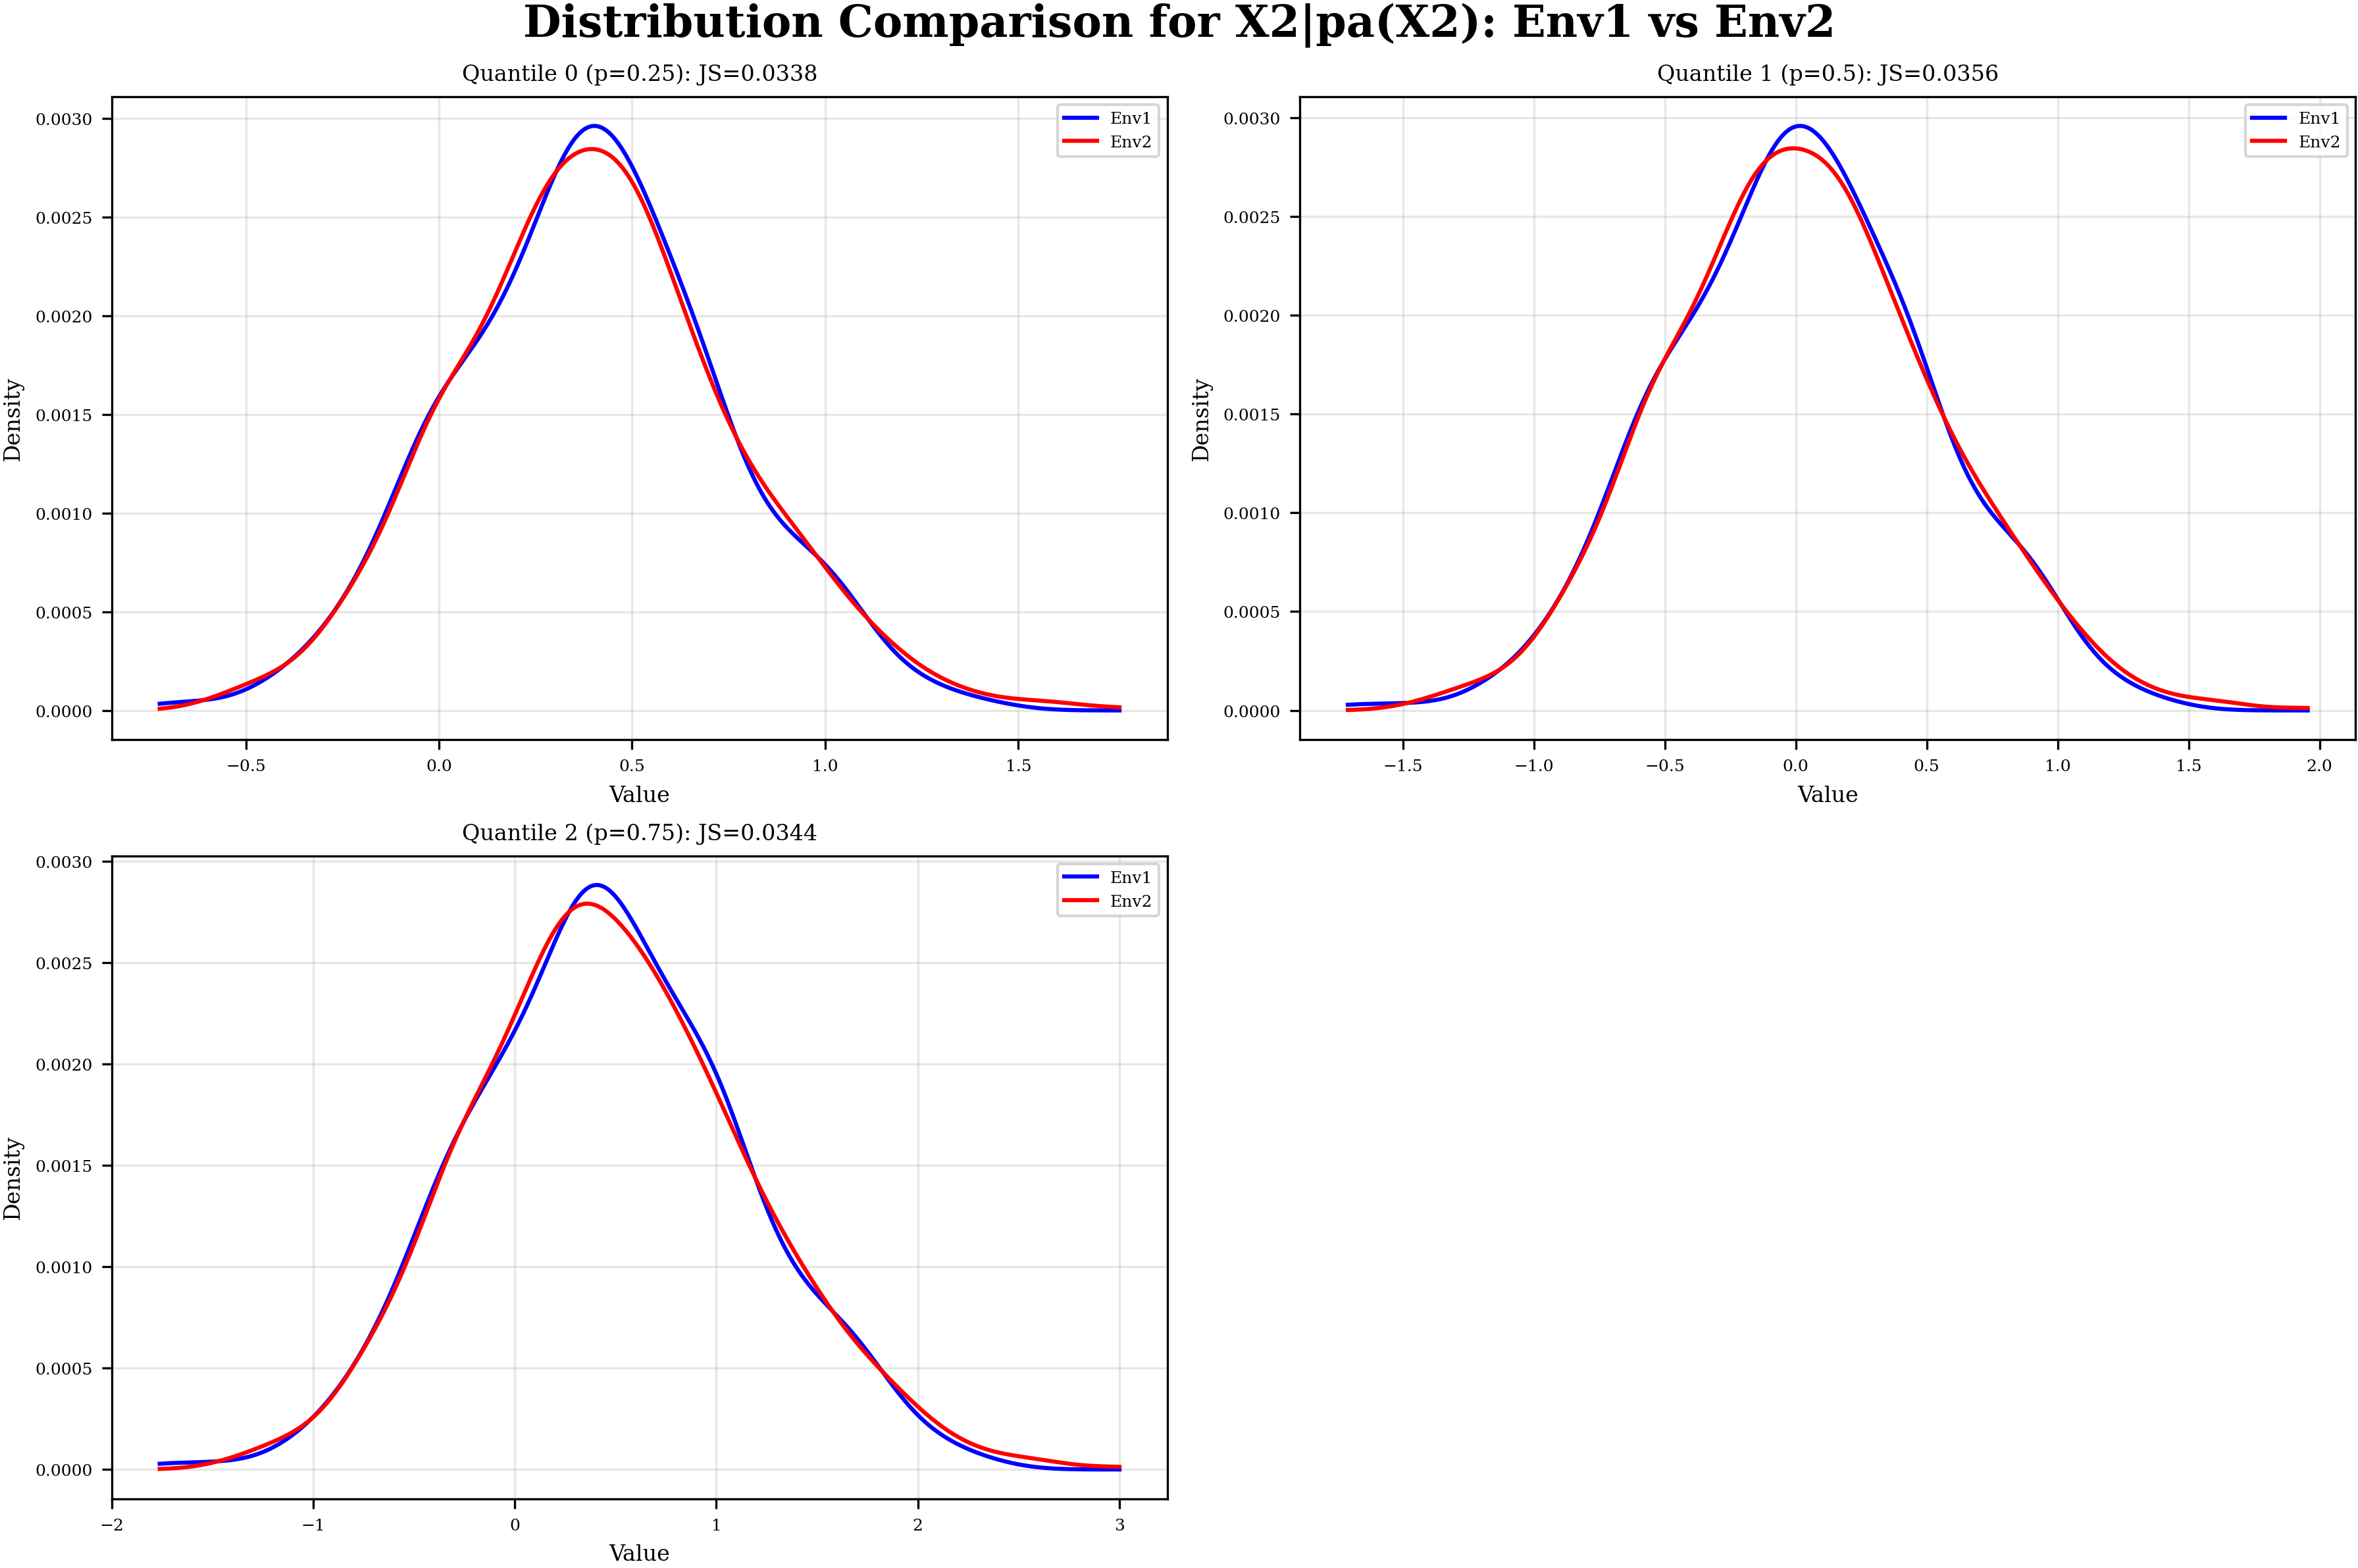 Distribution Comparison for X2|pa(X2): Env1 vs Env2
Quantile 0 (p=0.25): JS=0.0338
Env1
Env2
0.0030
0.0025
0.0020
0.0015
0.0010
0.0005
0.0000
Density
−0.5 0.0 0.5 1.0 1.5
Value
Quantile 1 (p=0.5): JS=0.0356
Env1
Env2
0.0030
0.0025
0.0020
0.0015
0.0010
0.0005
0.0000
Density
−1.5 −1.0 −0.5 0.0 0.5 1.0 1.5 2.0
Value
Quantile 2 (p=0.75): JS=0.0344
Env1
Env2
0.0030
0.0025
0.0020
0.0015
0.0010
0.0005
0.0000
Density
−2 −1 0 1 2 3
Value